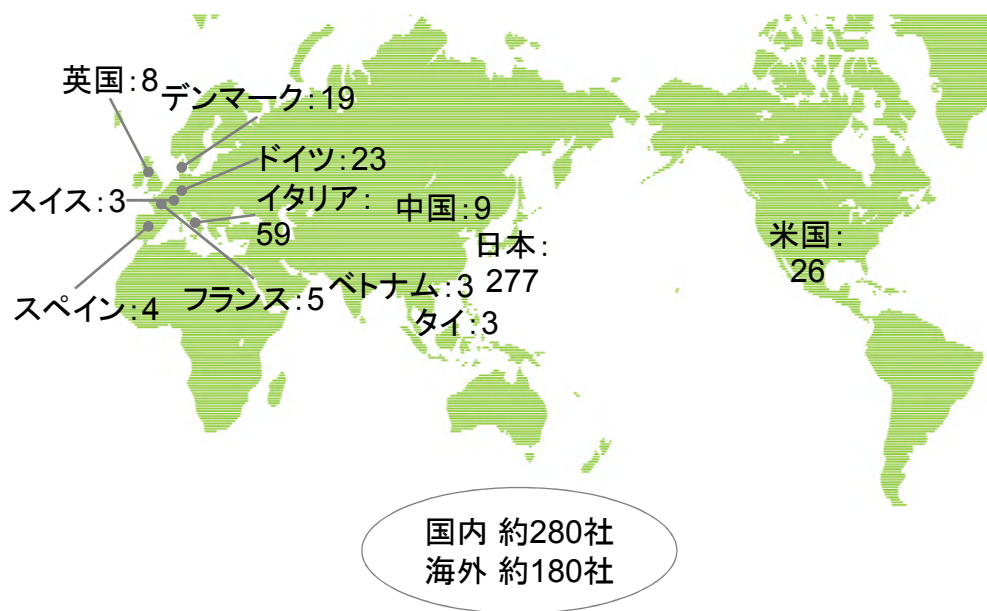 英国：8
デンマーク：19
ドイツ：23
スイス：3
イタリア：
59
中国：9
日本：
277
米国：
26
スペイン：4
フランス：5
ベトナム：3
タイ：3
国内 約280社
海外 約180社